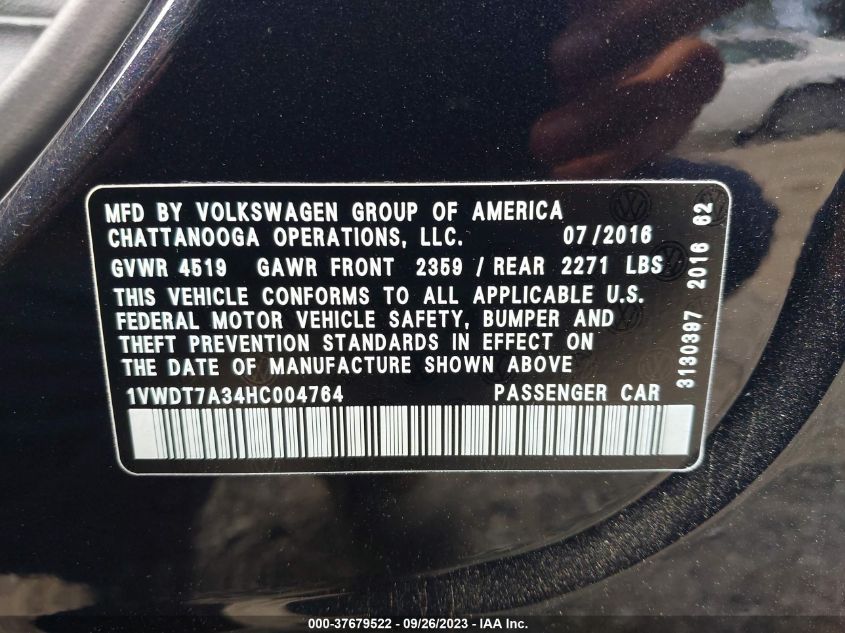 MFD BY VOLKSWAGEN GROUP OF AMERICA
CHATTANOOGA OPERATIONS, LLC. 07/2016
GVWR 4519 GAWR FRONT 2359 / REAR 2271 LBS
THIS VEHICLE CONFORMS TO ALL APPLICABLE U.S.
FEDERAL MOTOR VEHICLE SAFETY, BUMPER AND
THEFT PREVENTION STANDARDS IN EFFECT ON
THE DATE OF MANUFACTURE SHOWN ABOVE
1VWDT7A34HC004764 PASSENGER CAR
3130397 2016 62
000-37679522 - 09/26/2023 - IAA Inc.